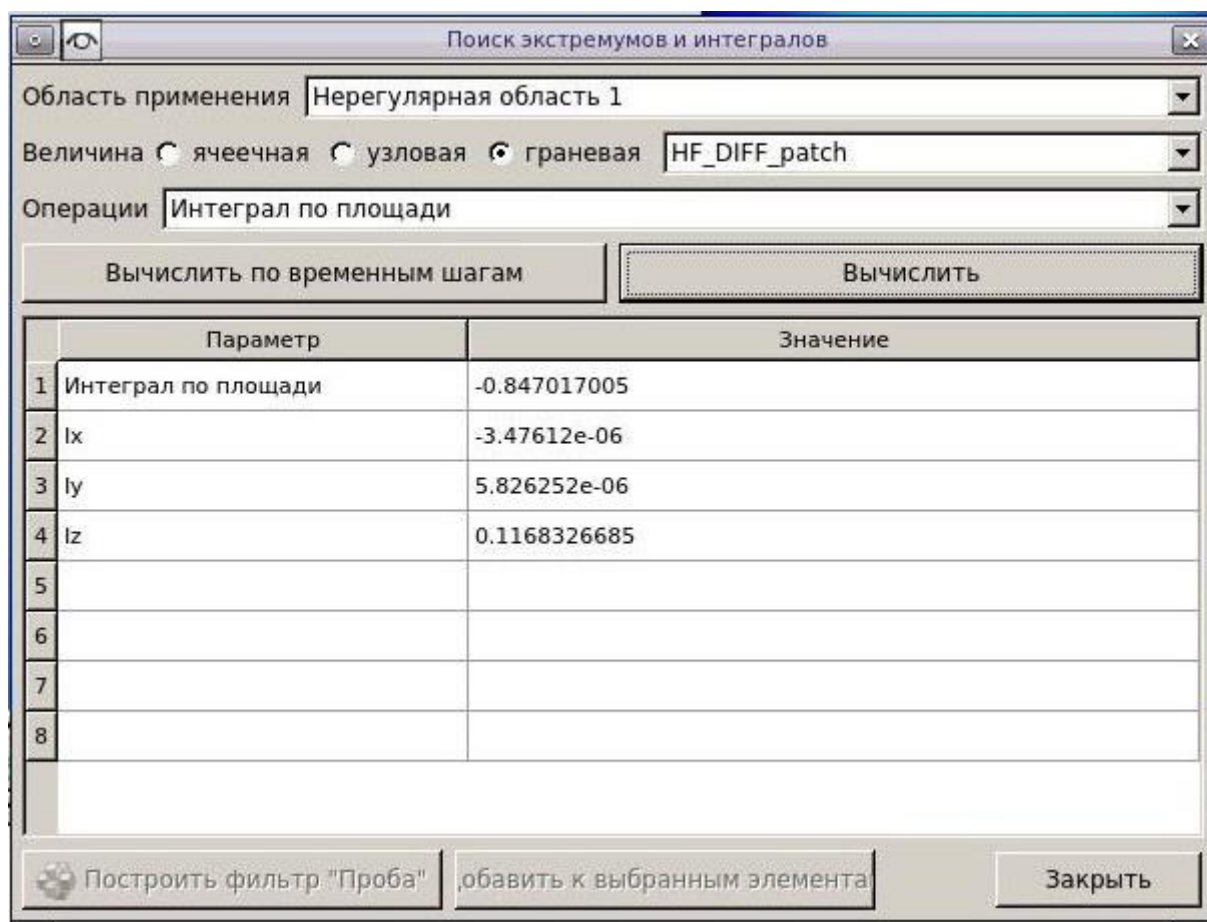 Поиск экстремумов и интегралов
Область применения Нерегулярная область 1
Величина ячеечная узловая граневая HF_DIFF_patch
Операции Интеграл по площади
Вычислить по временным шагам Вычислить
Параметр Значение
1 Интеграл по площади -0.847017005
2 Ix -3.47612e-06
3 Iy 5.826252e-06
4 Iz 0.1168326685
5
6
7
8
Построить фильтр "Проба" обавить к выбранным элемента Закрыть